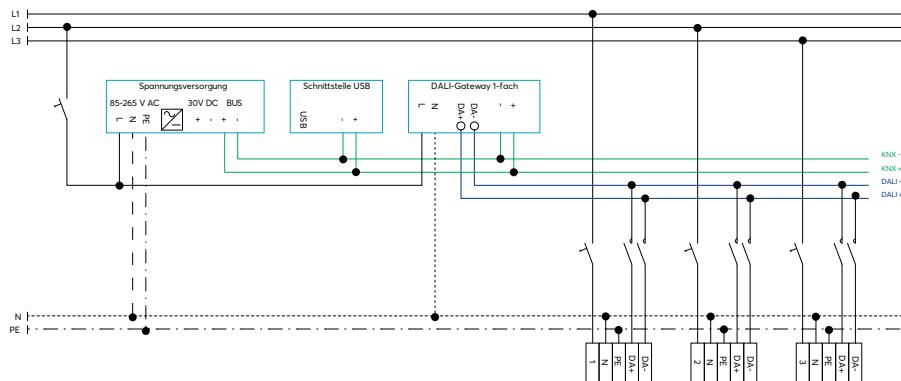 L1
L2
L3
Spannungsversorgung
85-265 V AC 30V DC BUS
L N PE + - + -
Schnittstelle USB
USB - +
DALI-Gateway 1-fach
L N DA+ DA- - +
KNX -
KNX +
DALI -
DALI +
N
PE
1 N PE DA+ DA-
2 N PE DA+ DA-
3 N PE DA+ DA-